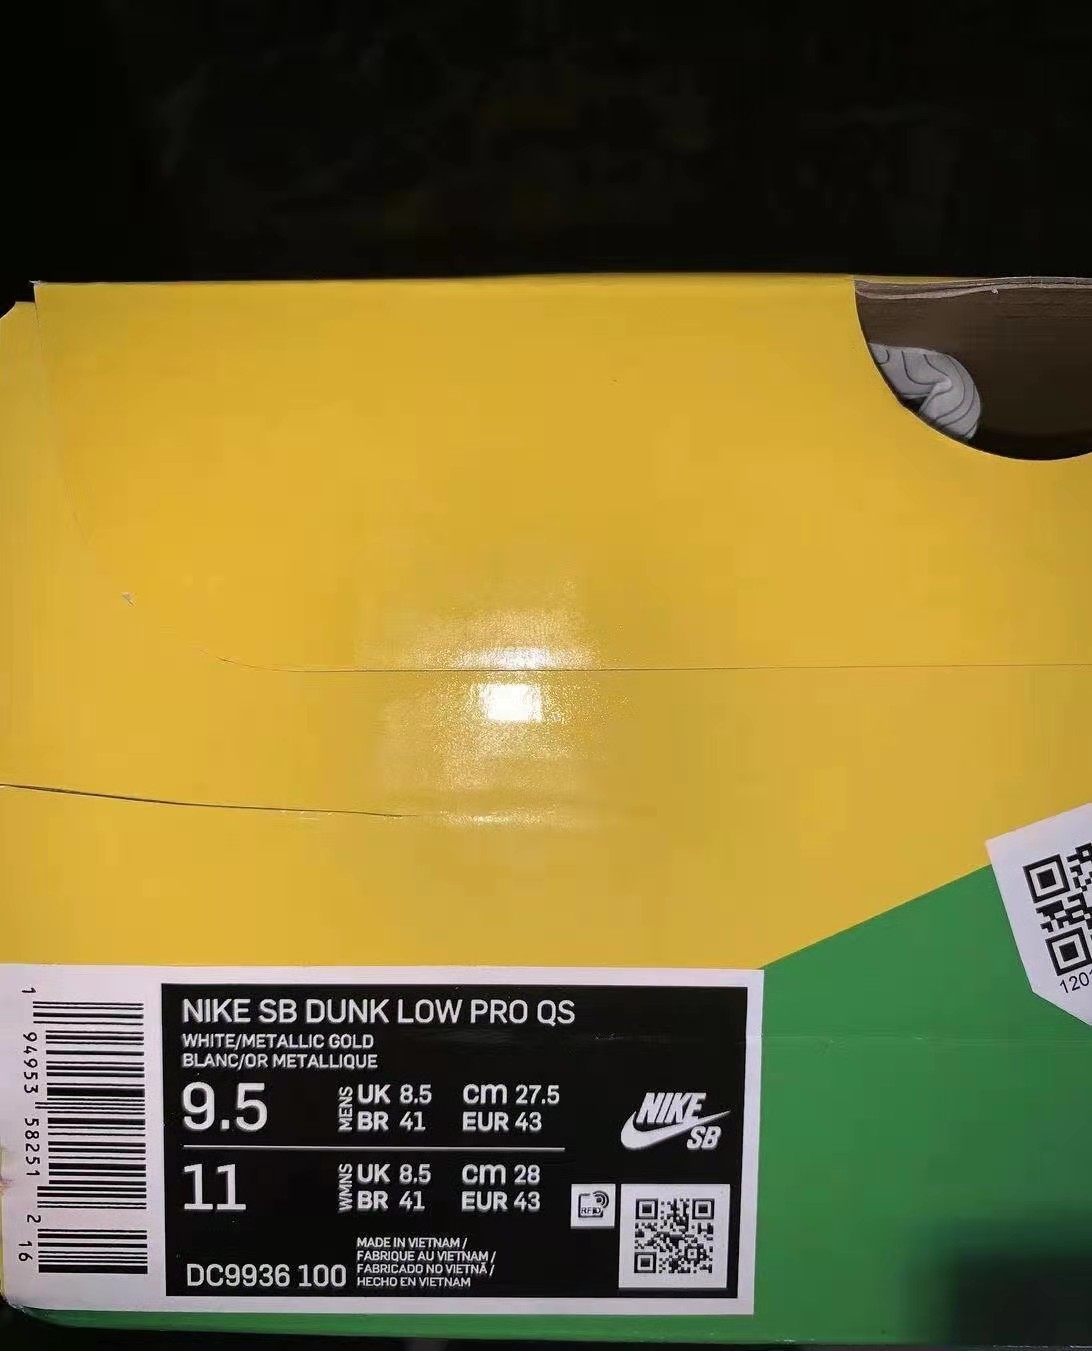 NIKE SB DUNK LOW PRO QS
WHITE/METALLIC GOLD
BLANC/OR METALLIQUE
9.5 MENS UK 8.5 cm 27.5
BR 41 EUR 43
11 WMNS UK 8.5 cm 28
BR 41 EUR 43
NIKE
SB
RFID
DC9936 100
MADE IN VIETNAM /
FABRIQUE AU VIETNAM /
FABRICADO NO VIETNÃ /
HECHO EN VIETNAM
1 94953 58251 2 16